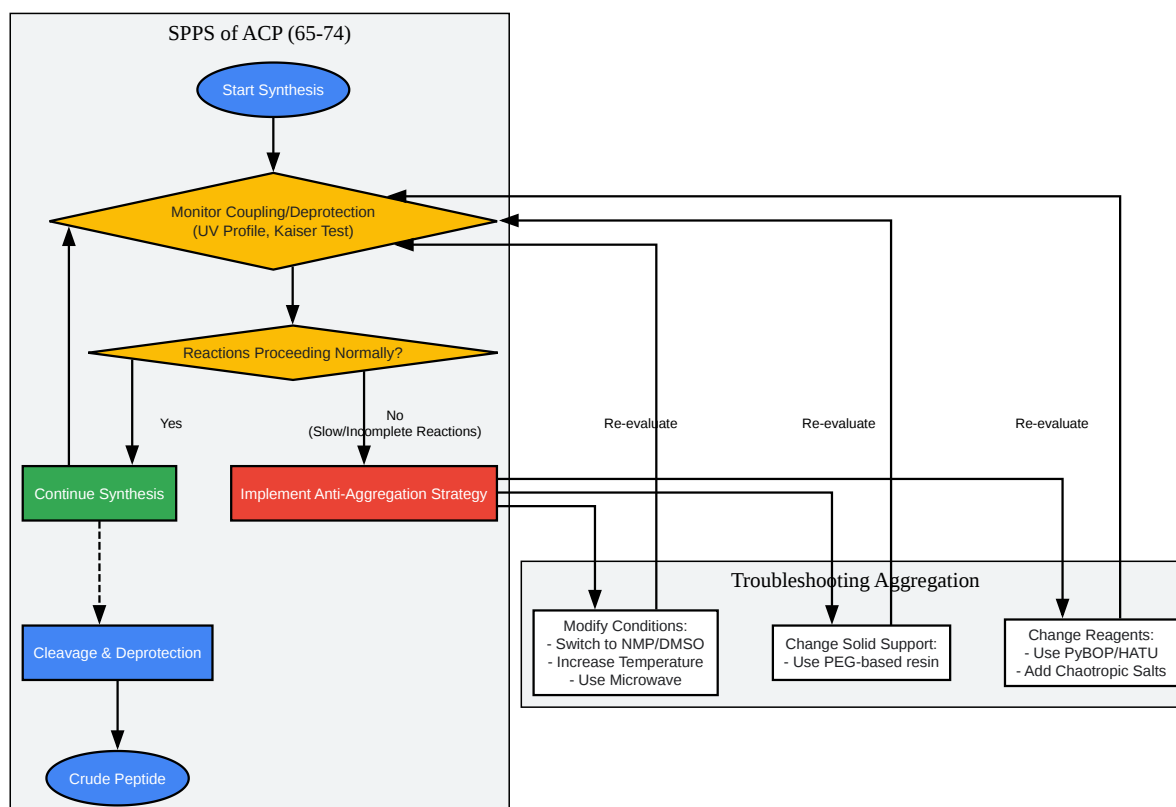 SPPS of ACP (65-74)
Start Synthesis
Monitor Coupling/Deprotection
(UV Profile, Kaiser Test)
Reactions Proceeding Normally?
Yes
No
(Slow/Incomplete Reactions)
Re-evaluate
Re-evaluate
Re-evaluate
Continue Synthesis
Implement Anti-Aggregation Strategy
Troubleshooting Aggregation
Modify Conditions:
- Switch to NMP/DMSO
- Increase Temperature
- Use Microwave
Change Solid Support:
- Use PEG-based resin
Change Reagents:
- Use PyBOP/HATU
- Add Chaotropic Salts
Cleavage & Deprotection
Crude Peptide